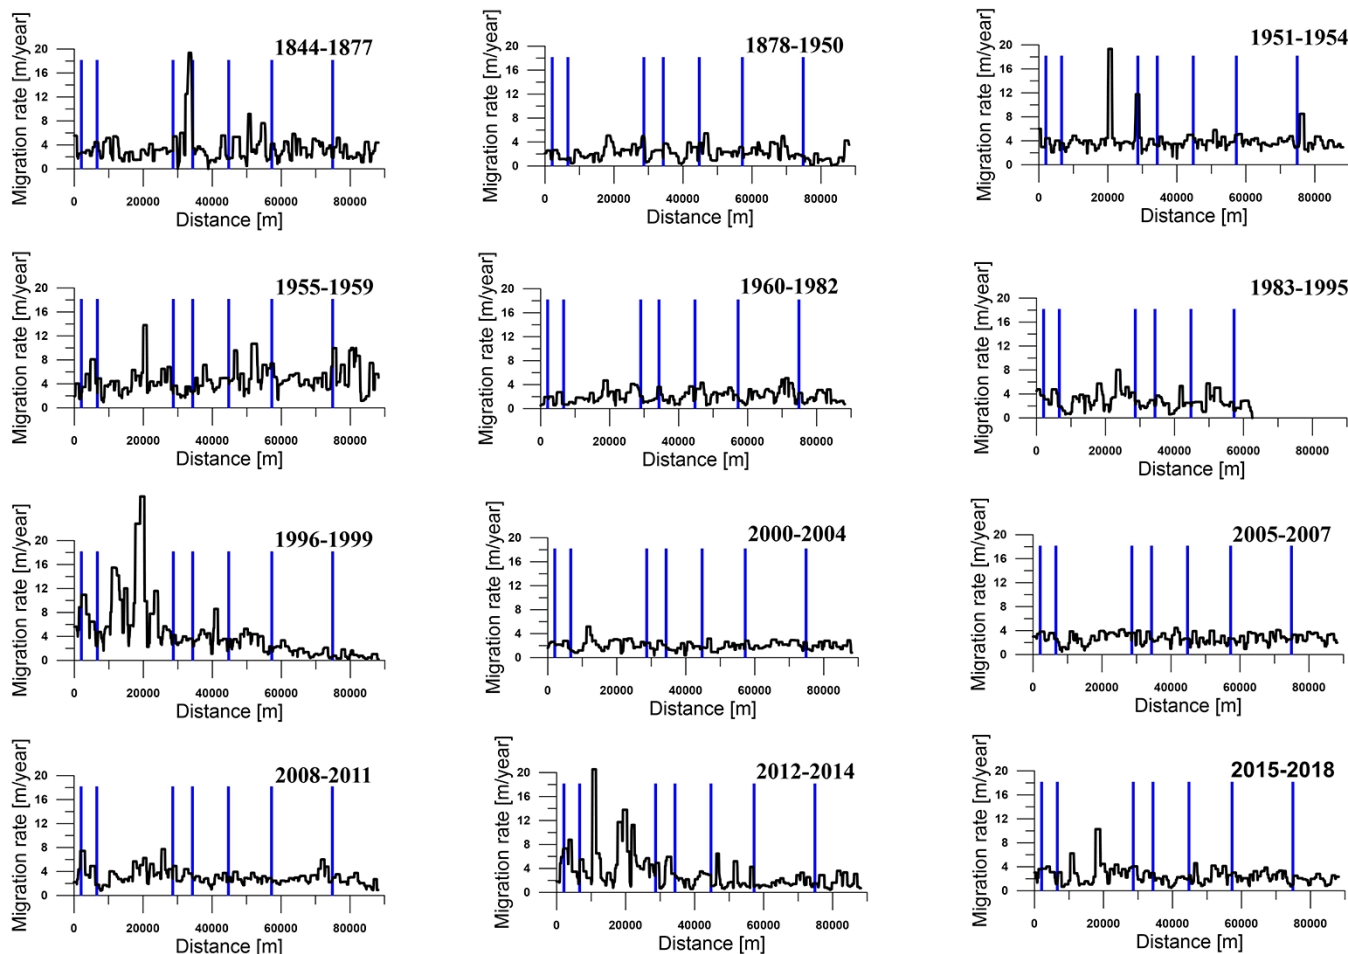 1844-1877
Migration rate [m/year]
20
16
12
8
4
0
0 20000 40000 60000 80000
Distance [m]
1878-1950
Migration rate [m/year]
20
16
12
8
4
0
0 20000 40000 60000 80000
Distance [m]
1951-1954
Migration rate [m/year]
20
16
12
8
4
0
0 20000 40000 60000 80000
Distance [m]
1955-1959
Migration rate [m/year]
20
16
12
8
4
0
0 20000 40000 60000 80000
Distance [m]
1960-1982
Migration rate [m/year]
20
16
12
8
4
0
0 20000 40000 60000 80000
Distance [m]
1983-1995
Migration rate [m/year]
20
16
12
8
4
0
0 20000 40000 60000 80000
Distance [m]
1996-1999
Migration rate [m/year]
20
16
12
8
4
0
0 20000 40000 60000 80000
Distance [m]
2000-2004
Migration rate [m/year]
20
16
12
8
4
0
0 20000 40000 60000 80000
Distance [m]
2005-2007
Migration rate [m/year]
20
16
12
8
4
0
0 20000 40000 60000 80000
Distance [m]
2008-2011
Migration rate [m/year]
20
16
12
8
4
0
0 20000 40000 60000 80000
Distance [m]
2012-2014
Migration rate [m/year]
20
16
12
8
4
0
0 20000 40000 60000 80000
Distance [m]
2015-2018
Migration rate [m/year]
20
16
12
8
4
0
0 20000 40000 60000 80000
Distance [m]